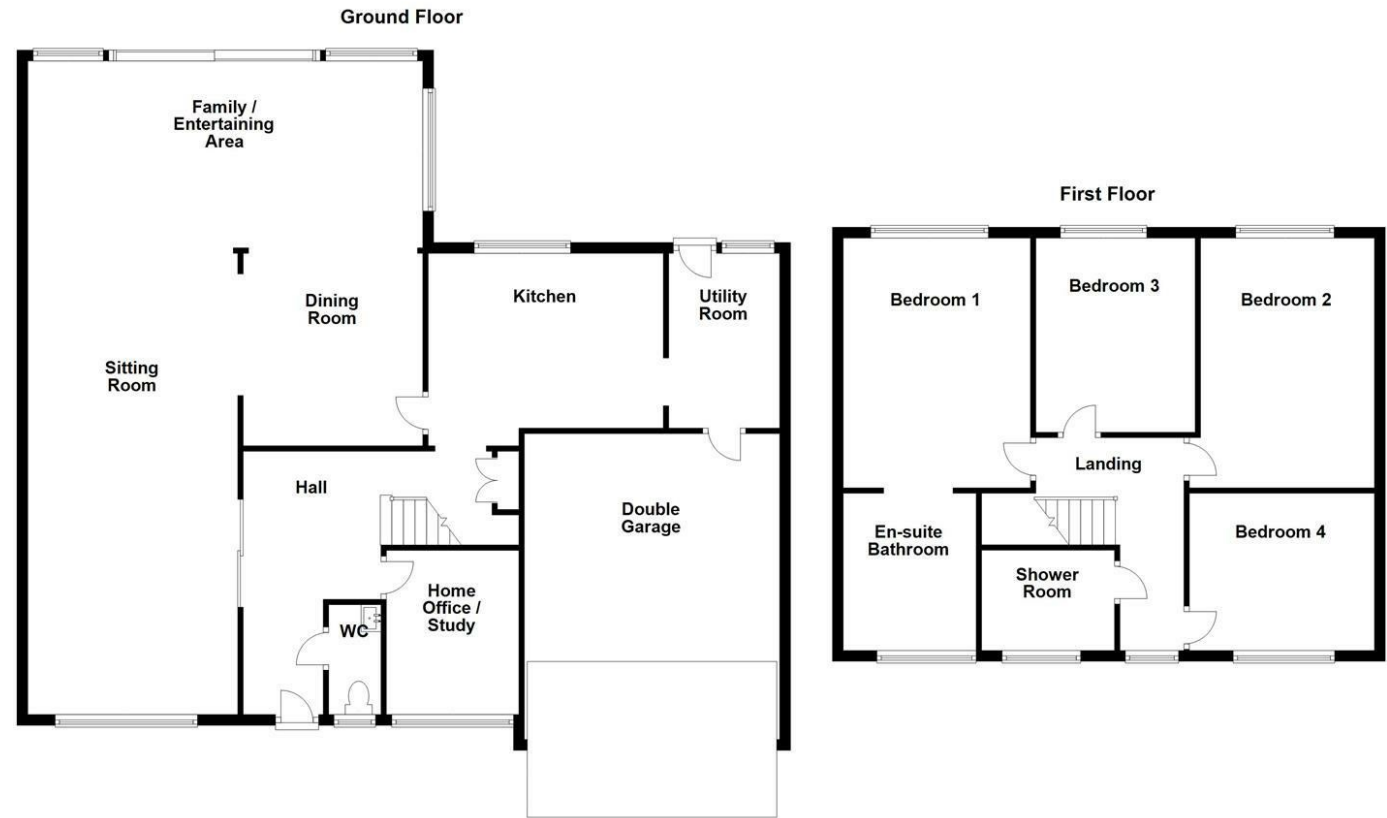 Ground Floor
Family /
Entertaining
Area
Dining
Room
Kitchen
Utility
Room
Sitting
Room
Hall
Double
Garage
Home
Office /
Study
WC
First Floor
Bedroom 1
Bedroom 3
Bedroom 2
Landing
En-suite
Bathroom
Shower
Room
Bedroom 4